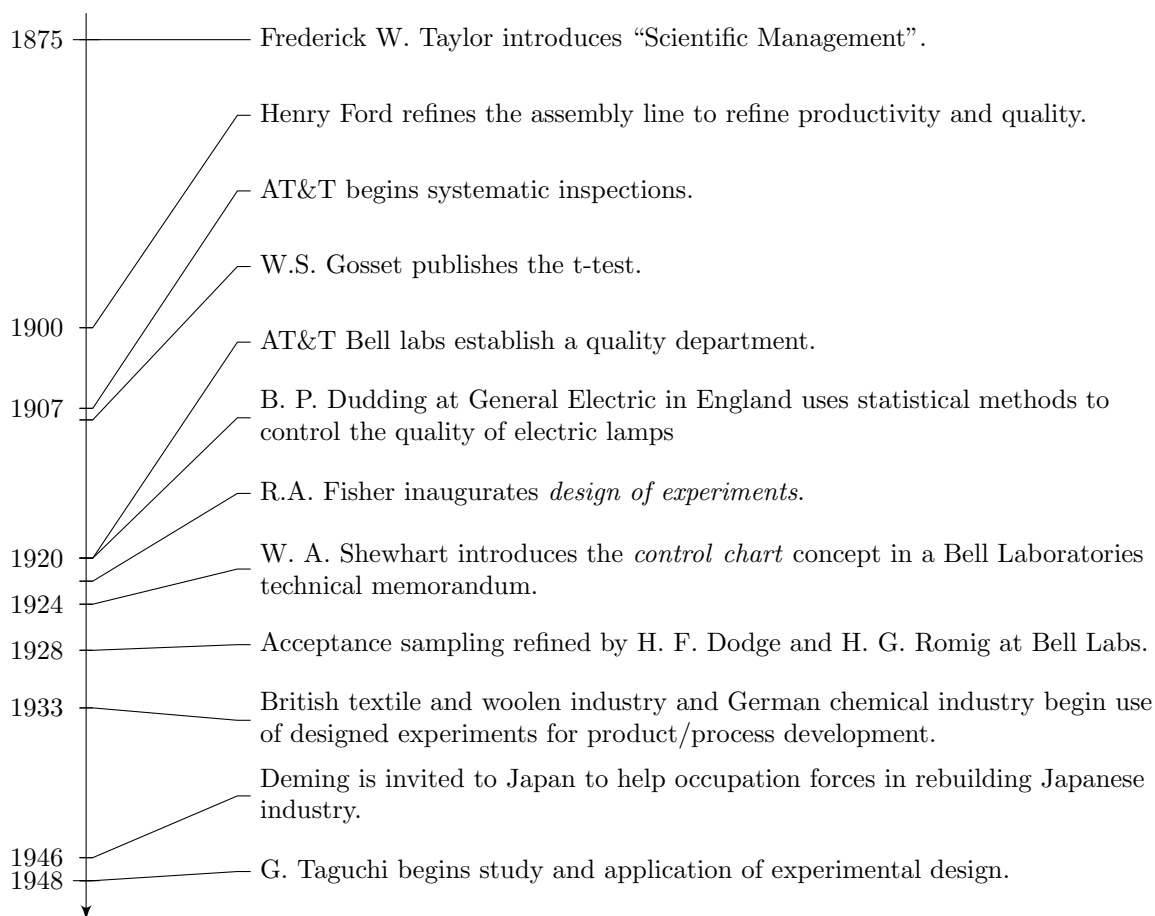 1875 Frederick W. Taylor introduces “Scientific Management”.
Henry Ford refines the assembly line to refine productivity and quality.
AT&T begins systematic inspections.
W.S. Gosset publishes the t-test.
1900
AT&T Bell labs establish a quality department.
1907
B. P. Dudding at General Electric in England uses statistical methods to
control the quality of electric lamps
R.A. Fisher inaugurates design of experiments.
1920
W. A. Shewhart introduces the control chart concept in a Bell Laboratories
technical memorandum.
1924
1928 Acceptance sampling refined by H. F. Dodge and H. G. Romig at Bell Labs.
1933 British textile and woolen industry and German chemical industry begin use
of designed experiments for product/process development.
Deming is invited to Japan to help occupation forces in rebuilding Japanese
industry.
1946
1948 G. Taguchi begins study and application of experimental design.